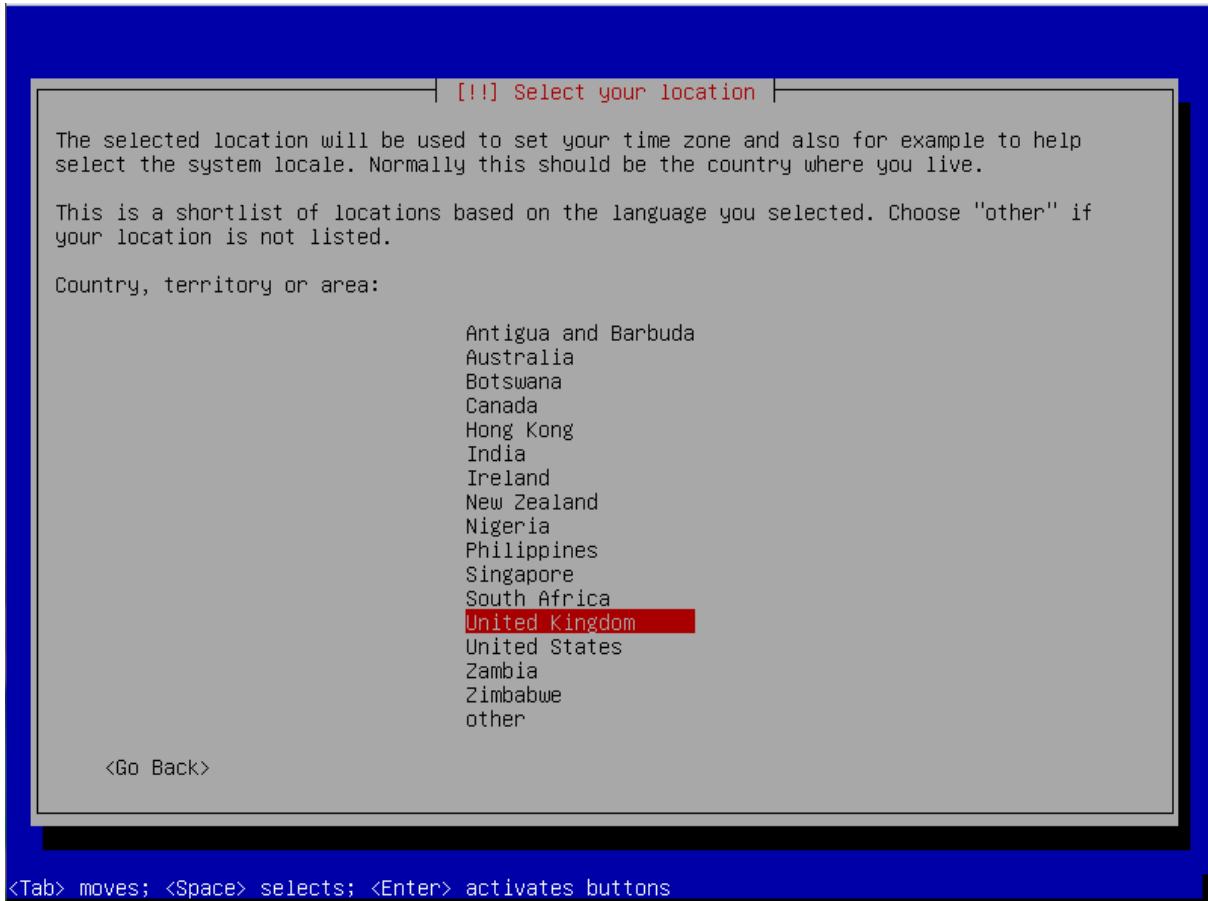 [!!] Select your location
The selected location will be used to set your time zone and also for example to help
select the system locale. Normally this should be the country where you live.
This is a shortlist of locations based on the language you selected. Choose "other" if
your location is not listed.
Country, territory or area:
Antigua and Barbuda
Australia
Botswana
Canada
Hong Kong
India
Ireland
New Zealand
Nigeria
Philippines
Singapore
South Africa
United Kingdom
United States
Zambia
Zimbabwe
other
<Go Back>
<Tab> moves; <Space> selects; <Enter> activates buttons